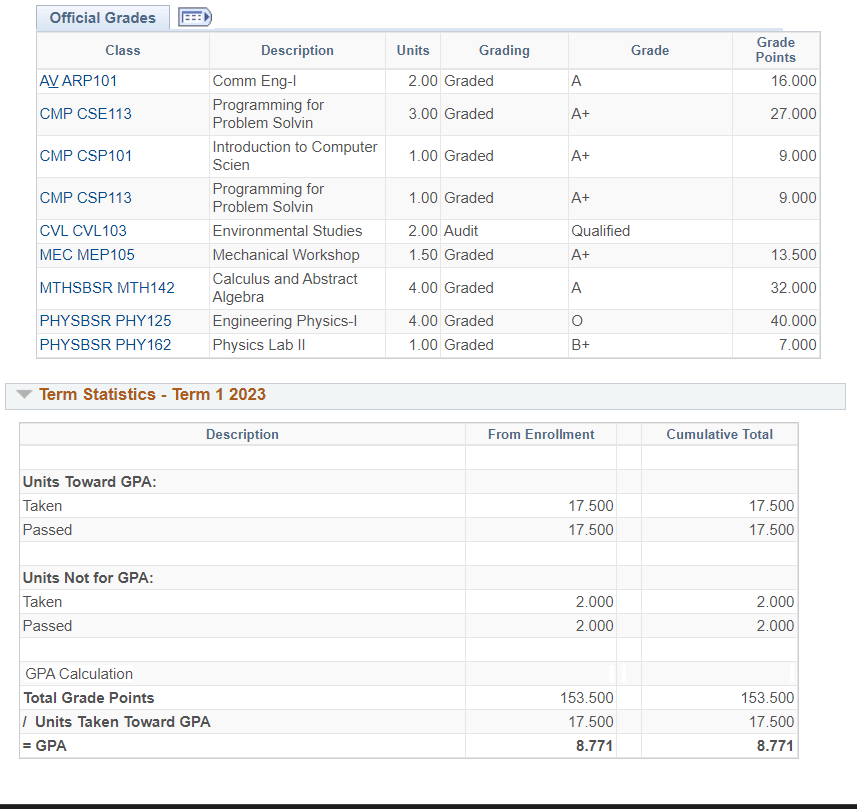 Official Grades
Class Description Units Grading Grade Grade Points
AV ARP101 Comm Eng-I 2.00 Graded A 16.000
CMP CSE113 Programming for Problem Solvin 3.00 Graded A+ 27.000
CMP CSP101 Introduction to Computer Scien 1.00 Graded A+ 9.000
CMP CSP113 Programming for Problem Solvin 1.00 Graded A+ 9.000
CVL CVL103 Environmental Studies 2.00 Audit Qualified
MEC MEP105 Mechanical Workshop 1.50 Graded A+ 13.500
MTHSBSR MTH142 Calculus and Abstract Algebra 4.00 Graded A 32.000
PHYSBSR PHY125 Engineering Physics-I 4.00 Graded O 40.000
PHYSBSR PHY162 Physics Lab II 1.00 Graded B+ 7.000
Term Statistics - Term 1 2023
Description From Enrollment Cumulative Total
Units Toward GPA:
Taken 17.500 17.500
Passed 17.500 17.500
Units Not for GPA:
Taken 2.000 2.000
Passed 2.000 2.000
GPA Calculation
Total Grade Points 153.500 153.500
/ Units Taken Toward GPA 17.500 17.500
= GPA 8.771 8.771